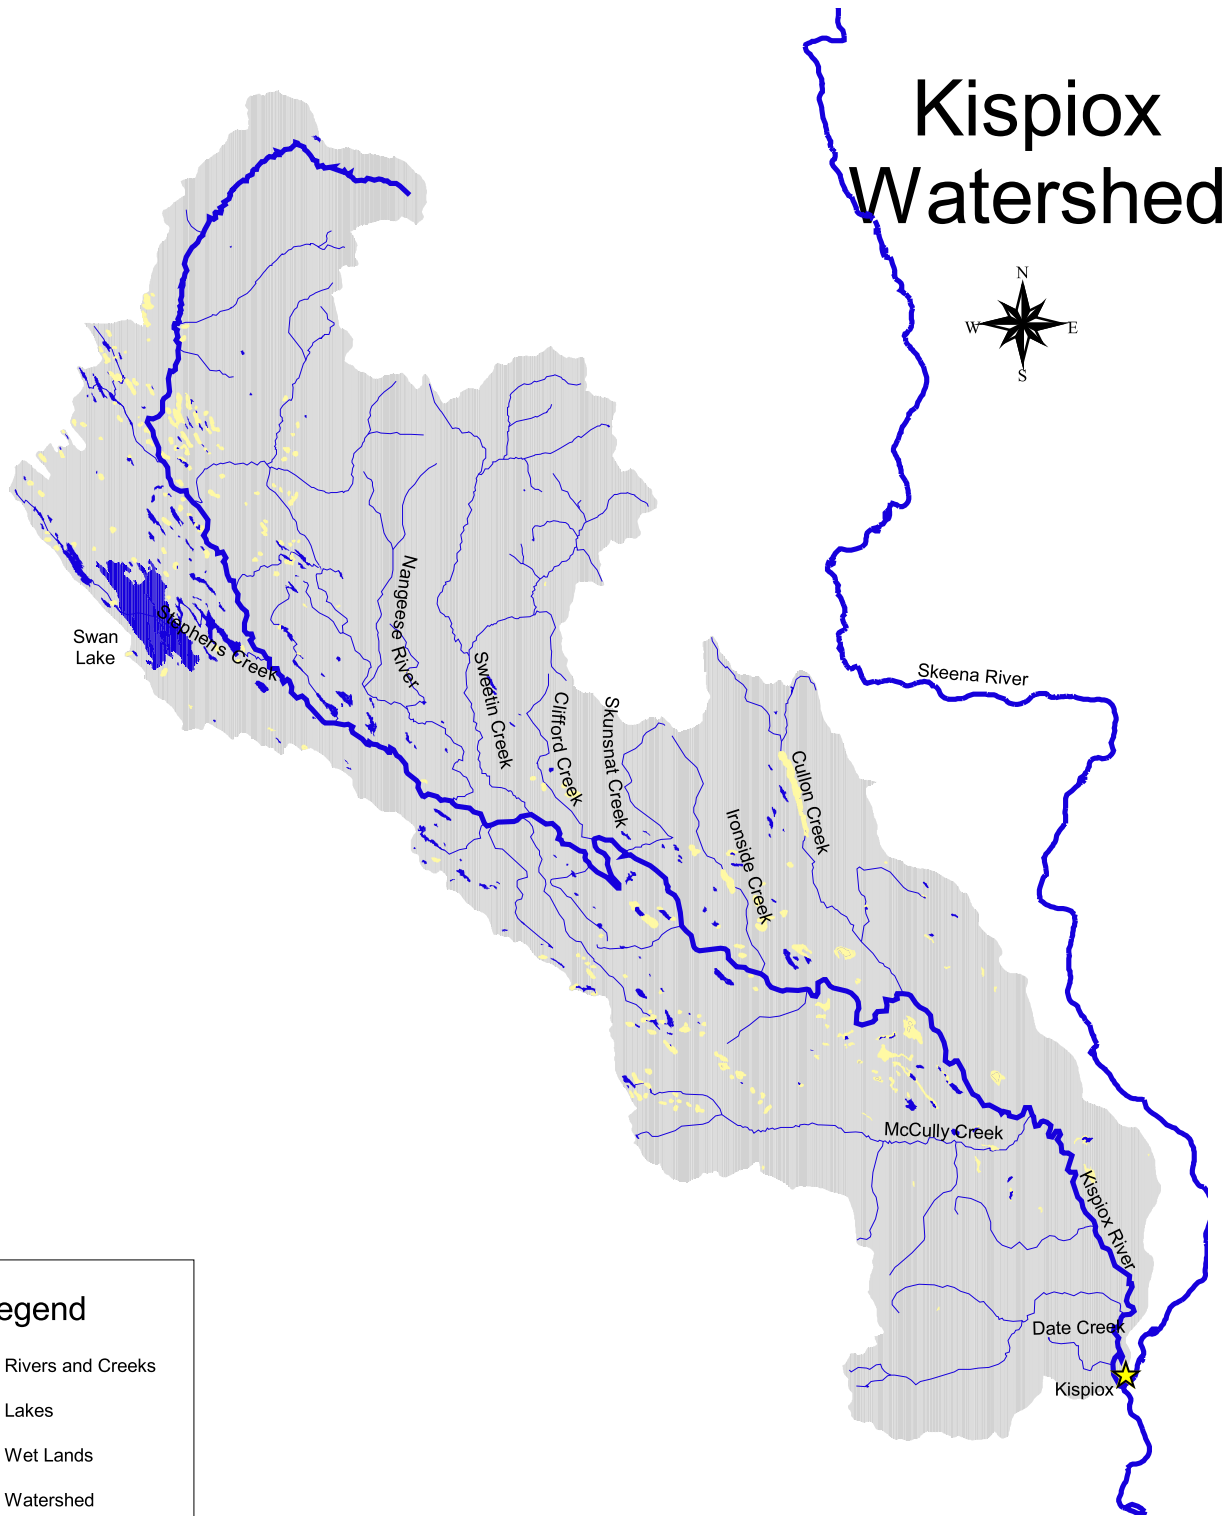 Kispiox
Watershed
N
W
E
S
Nangeese River
Stephens Creek
Swan
Lake
Sweetin Creek
Clifford Creek
Skunsnat Creek
Skeena River
Cullon Creek
Ironside Creek
McCully Creek
Kispiox River
Date Creek
Kispiox
egend
Rivers and Creeks
Lakes
Wet Lands
Watershed